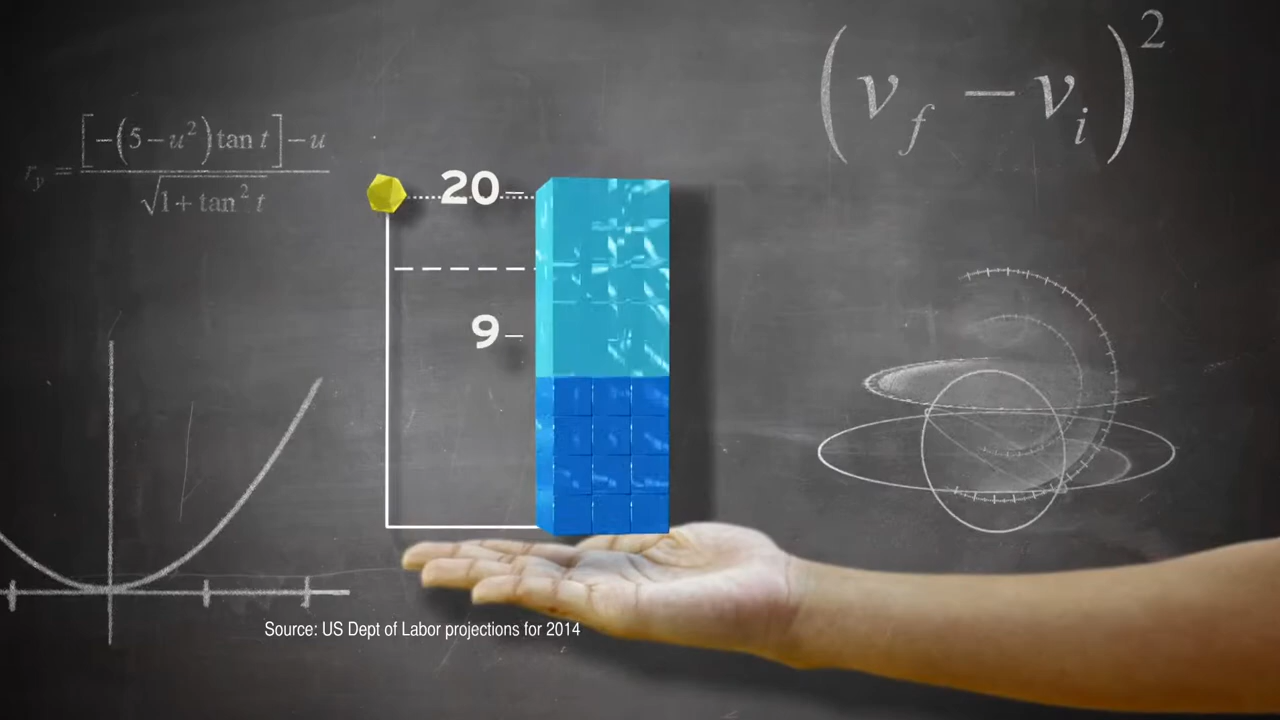 (v_f – v_i)^2
r_y = [–(5–u^2)tan t]–u / √1 + tan^2 t
20
9
Source: US Dept of Labor projections for 2014